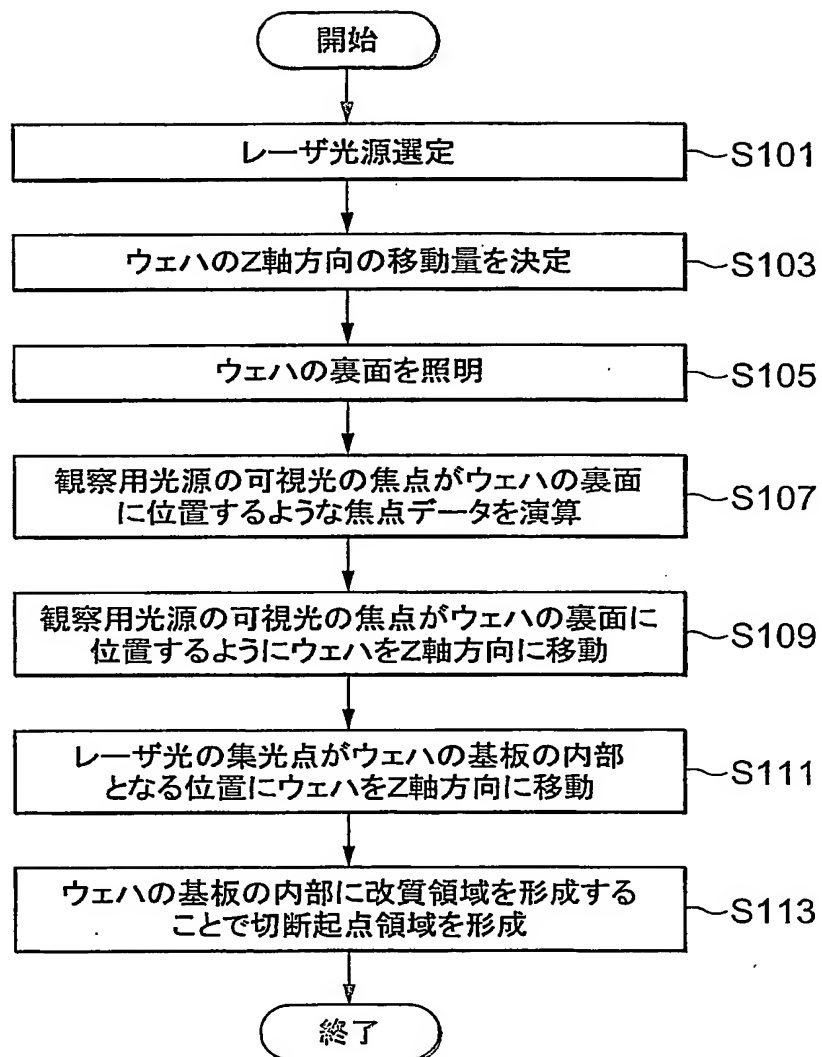 開始
レーザ光源選定
S101
ウェハのZ軸方向の移動量を決定
S103
ウェハの裏面を照明
S105
観察用光源の可視光の焦点がウェハの裏面
に位置するような焦点データを演算
S107
観察用光源の可視光の焦点がウェハの裏面に
位置するようにウェハをZ軸方向に移動
S109
レーザ光の集光点がウェハの基板の内部
となる位置にウェハをZ軸方向に移動
S111
ウェハの基板の内部に改質領域を形成する
ことで切断起点領域を形成
S113
終了